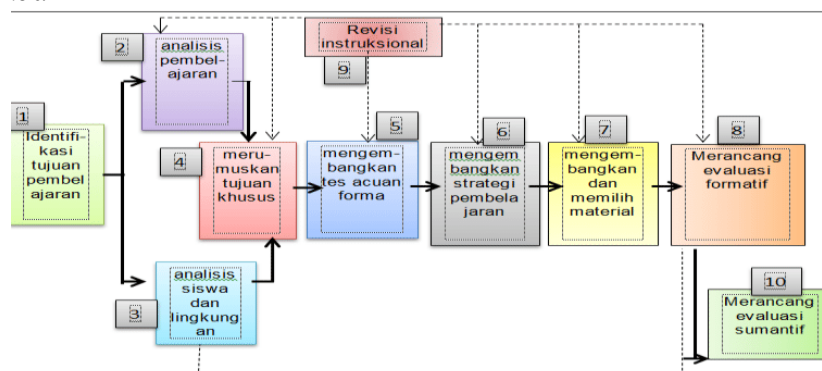 1
Identifi-
kasi
tujuan
pembel
ajaran
2
analisis
pembel-
ajaran
3
analisis
siswa
dan
lingkung
an
4
meru-
muskan
tujuan
khusus
5
mengem-
bangkan
tes acuan
forma
6
mengem
bangkan
strategi
pembela
jaran
7
mengem-
bangkan
dan
memilih
material
8
Merancang
evaluasi
formatif
Revisi
instruksional
9
10
Merancang
evaluasi
sumantif